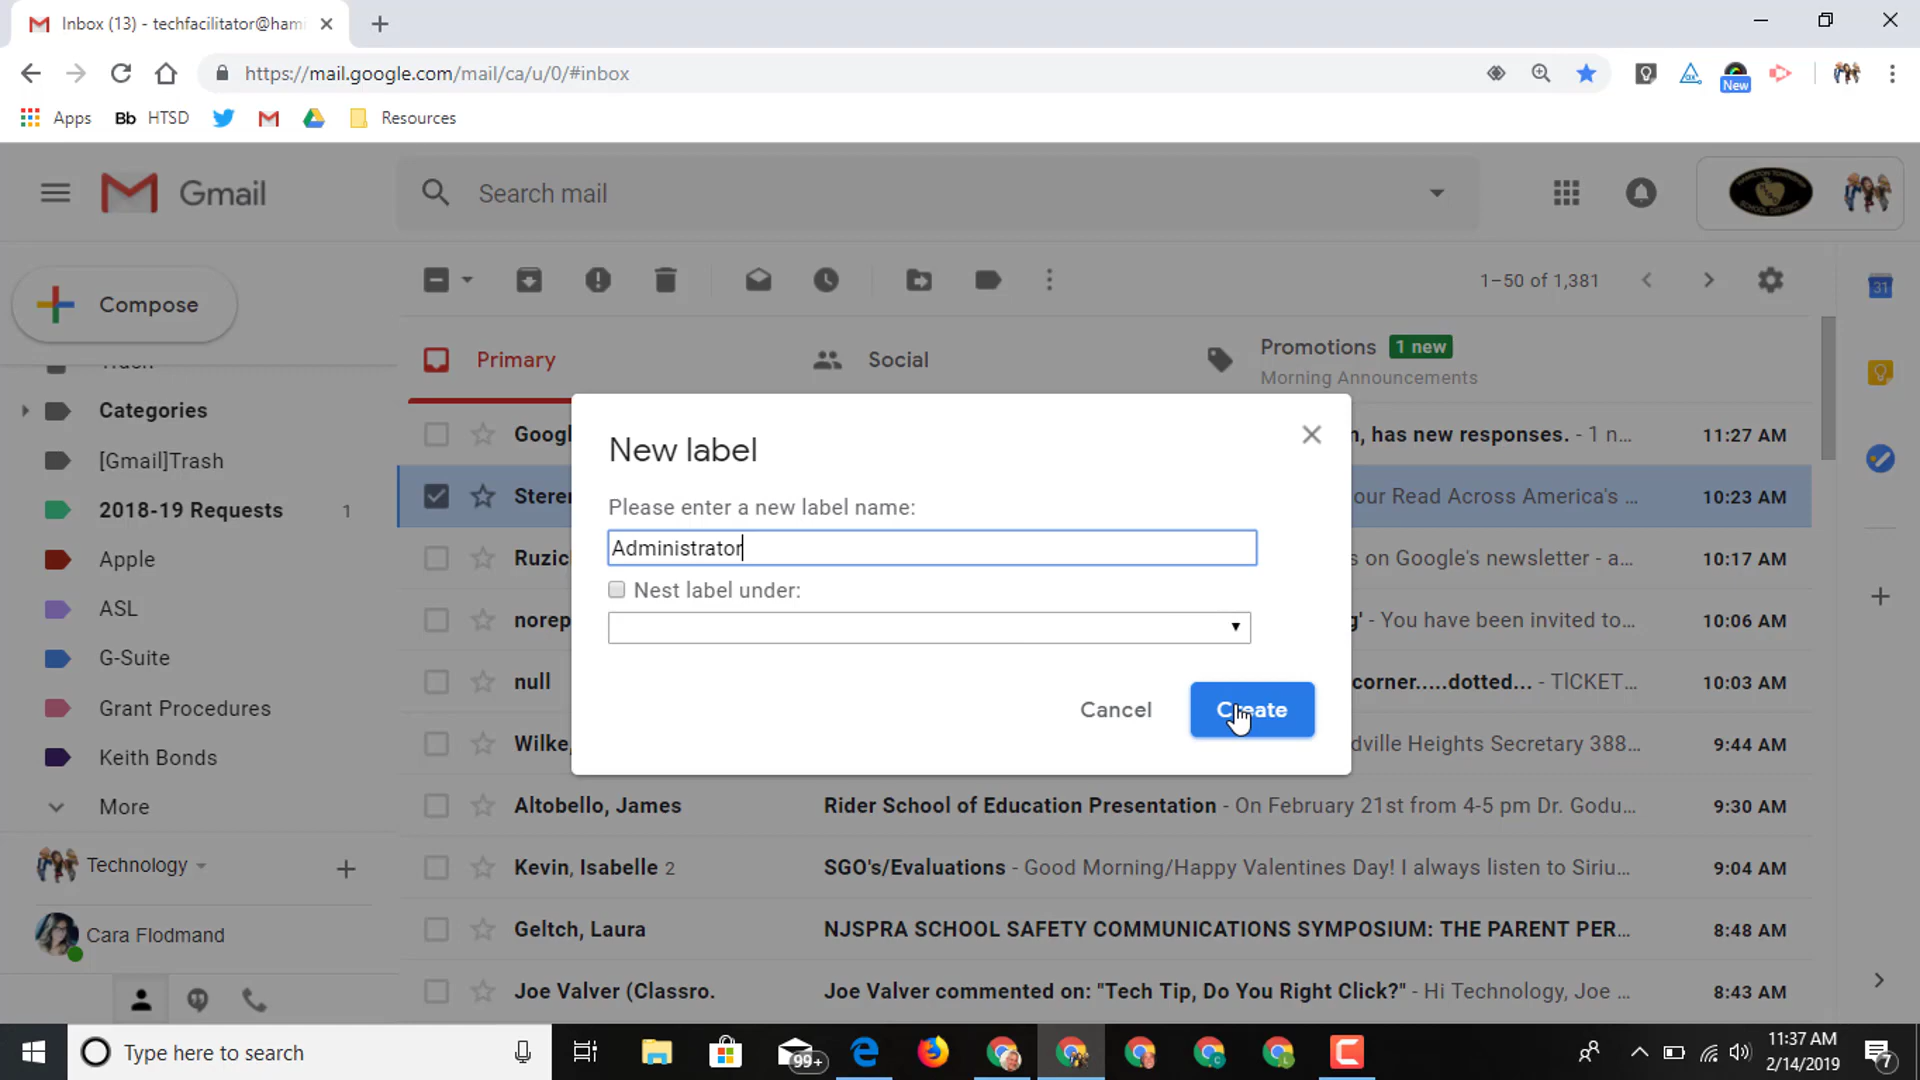 Inbox (13) - techfacilitator@ham
https://mail.google.com/mail/ca/u/0/#inbox
New
Apps
Bb HTSD
Resources
Gmail
Search mail
Compose
1–50 of 1,381
31
Primary
Social
Promotions 1 new
Morning Announcements
Trash
Categories
[Gmail]Trash
2018-19 Requests 1
Apple
ASL
G-Suite
Grant Procedures
Keith Bonds
More
Technology
Cara Flodmand
New label
Please enter a new label name:
Administrator
Nest label under:
Cancel
Create
Googl , has new responses. - 1 n... 11:27 AM
Sterer our Read Across America's ... 10:23 AM
Ruzic s on Google's newsletter - a... 10:17 AM
norep g' - You have been invited to... 10:06 AM
null corner.....dotted... - TICKET... 10:03 AM
Wilke, dville Heights Secretary 388... 9:44 AM
Altobello, James Rider School of Education Presentation - On February 21st from 4-5 pm Dr. Godu... 9:30 AM
Kevin, Isabelle 2 SGO's/Evaluations - Good Morning/Happy Valentines Day! I always listen to Siriu... 9:04 AM
Geltch, Laura NJSPRA SCHOOL SAFETY COMMUNICATIONS SYMPOSIUM: THE PARENT PER... 8:48 AM
Joe Valver (Classro. Joe Valver commented on: "Tech Tip, Do You Right Click?" - Hi Technology, Joe ... 8:43 AM
Type here to search
99+
11:37 AM
2/14/2019
7